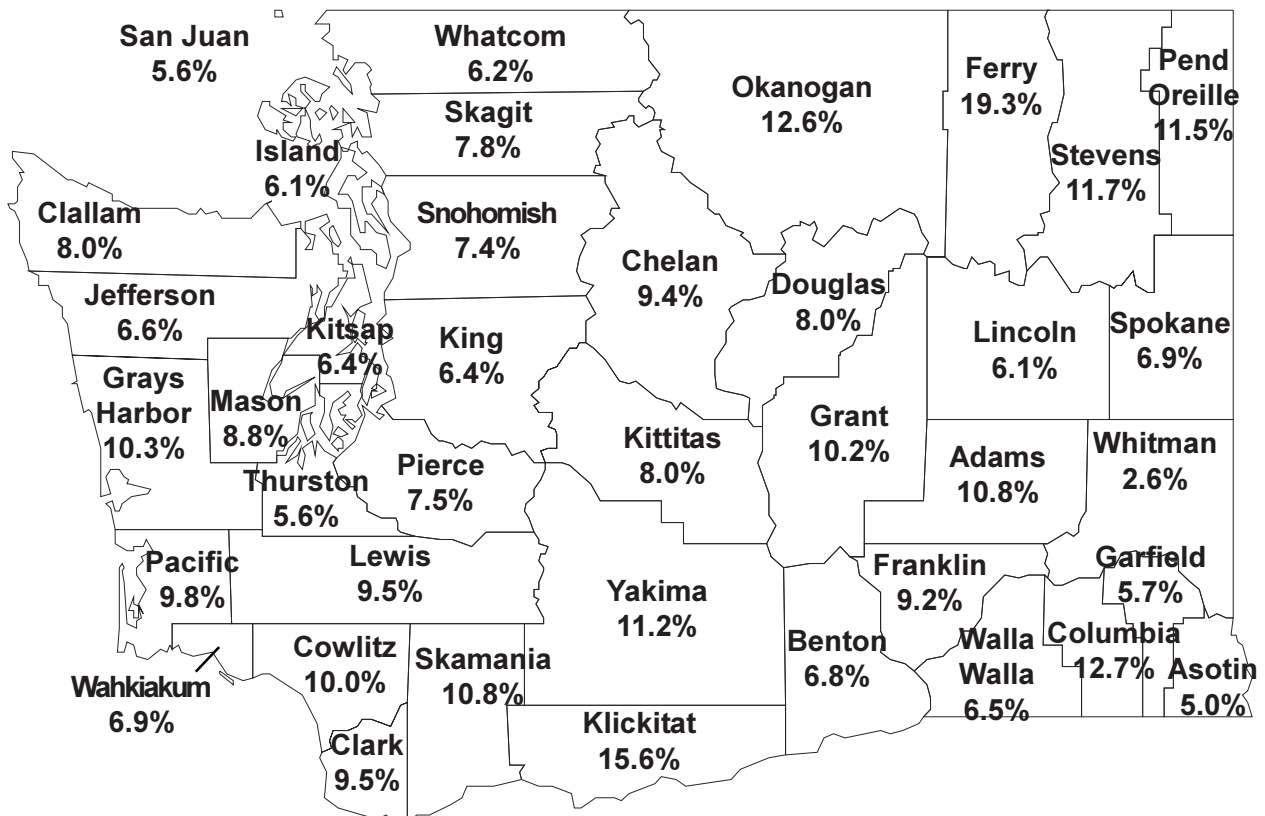 San Juan
5.6%
Whatcom
6.2%
Okanogan
12.6%
Ferry
19.3%
Pend
Oreille
11.5%
Skagit
7.8%
Island
6.1%
Stevens
11.7%
Clallam
8.0%
Snohomish
7.4%
Chelan
9.4%
Douglas
8.0%
Jefferson
6.6%
Kitsap
6.4%
King
6.4%
Lincoln
6.1%
Spokane
6.9%
Grays
Harbor
10.3%
Mason
8.8%
Kittitas
8.0%
Grant
10.2%
Adams
10.8%
Whitman
2.6%
Thurston
5.6%
Pierce
7.5%
Pacific
9.8%
Lewis
9.5%
Yakima
11.2%
Franklin
9.2%
Garfield
5.7%
Wahkiakum
6.9%
Cowlitz
10.0%
Skamania
10.8%
Benton
6.8%
Walla
Walla
6.5%
Columbia
12.7%
Asotin
5.0%
Clark
9.5%
Klickitat
15.6%